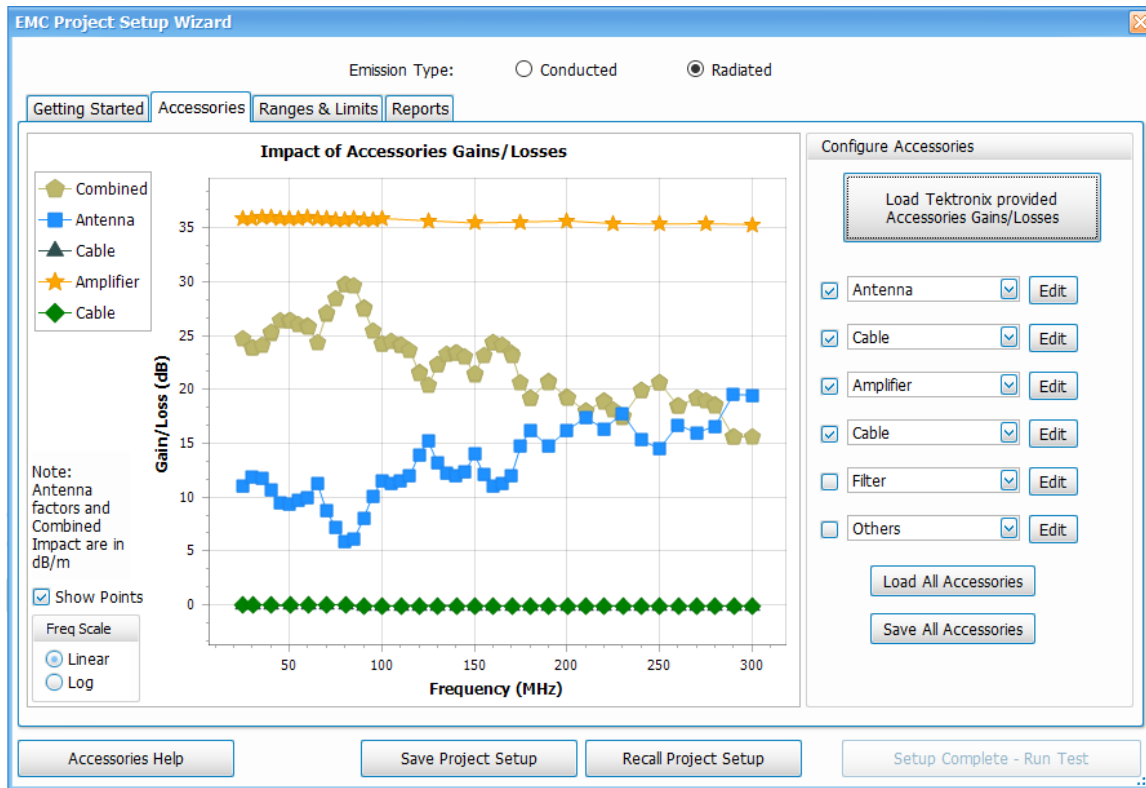 EMC Project Setup Wizard
Emission Type:
Conducted
Radiated
Getting Started
Accessories
Ranges & Limits
Reports
Impact of Accessories Gains/Losses
Combined
Antenna
Cable
Amplifier
Cable
Note:
Antenna
factors and
Combined
Impact are in
dB/m
Show Points
Freq Scale
Linear
Log
Gain/Loss (dB)
35
30
25
20
15
10
5
0
50
100
150
200
250
300
Frequency (MHz)
Configure Accessories
Load Tektronix provided
Accessories Gains/Losses
Antenna
Edit
Cable
Edit
Amplifier
Edit
Cable
Edit
Filter
Edit
Others
Edit
Load All Accessories
Save All Accessories
Accessories Help
Save Project Setup
Recall Project Setup
Setup Complete - Run Test